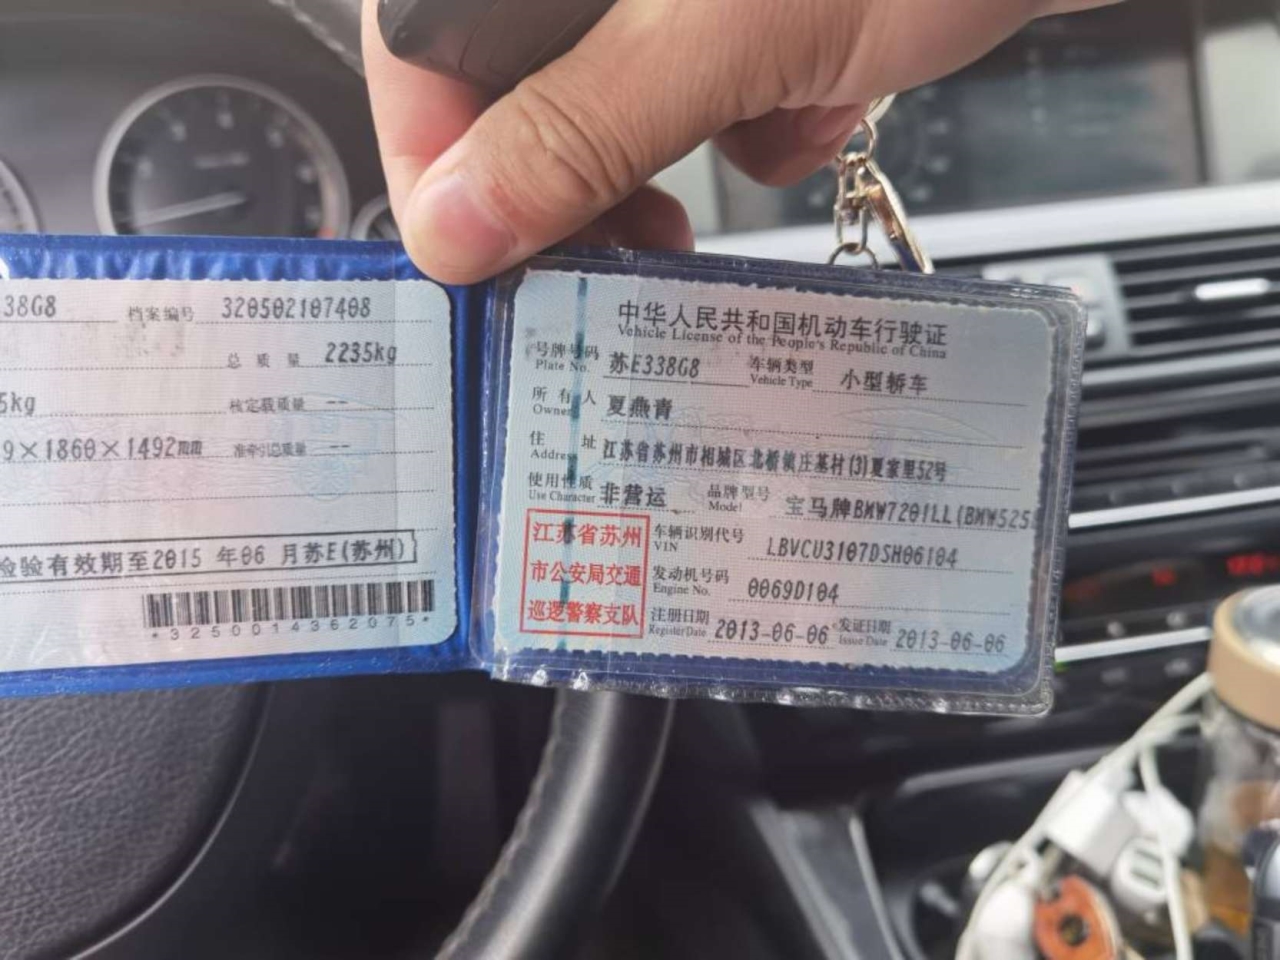 38G8 档案编号 320502107408
总 质 量 2235kg
5kg 核定载质量 --
9×1860×1492mm 准牵引总质量 --
检验有效期至2015 年06 月苏E(苏州)
*3250014362075*
中华人民共和国机动车行驶证
Vehicle License of the People's Republic of China
号牌号码 苏E338G8 车辆类型 小型轿车
Plate No. Vehicle Type
所 有 人 夏燕青
Owner
住 址 江苏省苏州市相城区北桥镇庄基村(3)夏家里52号
Address
使用性质 非营运 品牌型号 宝马牌BMW7201LL(BMW525
Use Character Model
江苏省苏州
市公安局交通
巡逻警察支队
车辆识别代号 LBVCU3107DSH06104
VIN
发动机号码 0069D104
Engine No.
注册日期 2013-06-06 发证日期 2013-06-06
Register Date Issue Date